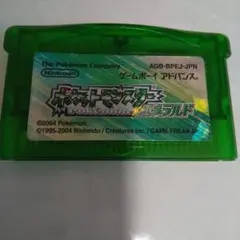 The Pokémon Company AGB-BPEJ-JPN
Nintendo ゲームボーイ アドバンス™
ポケットモンスター
エメラルド
©2004 Pokémon.
©1995-2004 Nintendo/Creatures inc./GAME FREAK inc.